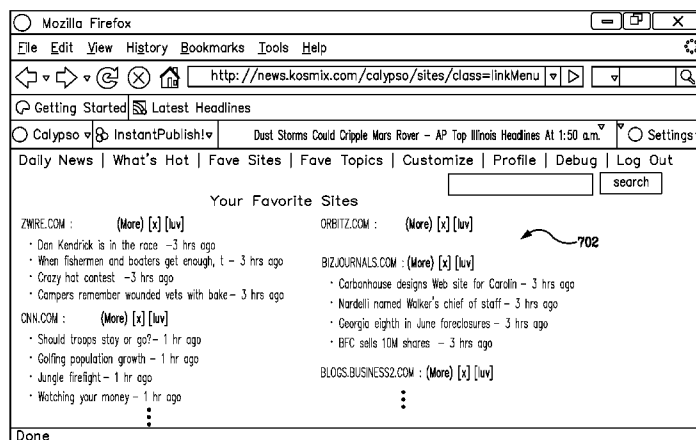 Mozilla Firefox
File Edit View History Bookmarks Tools Help
http://news.kosmix.com/calypso/sites/class=linkMenu
Getting Started Latest Headlines
Calypso InstantPublish! Dust Storms Could Cripple Mars Rover – AP Top Illinois Headlines At 1:50 a.m. Settings
Daily News | What's Hot | Fave Sites | Fave Topics | Customize | Profile | Debug | Log Out
search
Your Favorite Sites
ZWIRE.COM : (More) [x] [luv]
· Dan Kendrick is in the race –3 hrs ago
· When fishermen and boaters get enough, t – 3 hrs ago
· Crazy hat contest –3 hrs ago
· Campers remember wounded vets with bake – 3 hrs ago
CNN.COM : (More) [x] [luv]
· Should troops stay or go? – 1 hr ago
· Golfing population growth – 1 hr ago
· Jungle firefight – 1 hr ago
· Watching your money – 1 hr ago
ORBITZ.COM : (More) [x] [luv]
702
BIZJOURNALS.COM : (More) [x] [luv]
· Carbonhouse designs Web site for Carolin – 3 hrs ago
· Nardelli named Walker's chief of staff – 3 hrs ago
· Georgia eighth in June foreclosures – 3 hrs ago
· BFC sells 10M shares – 3 hrs ago
BLOGS.BUSINESS2.COM : (More) [x] [luv]
Done